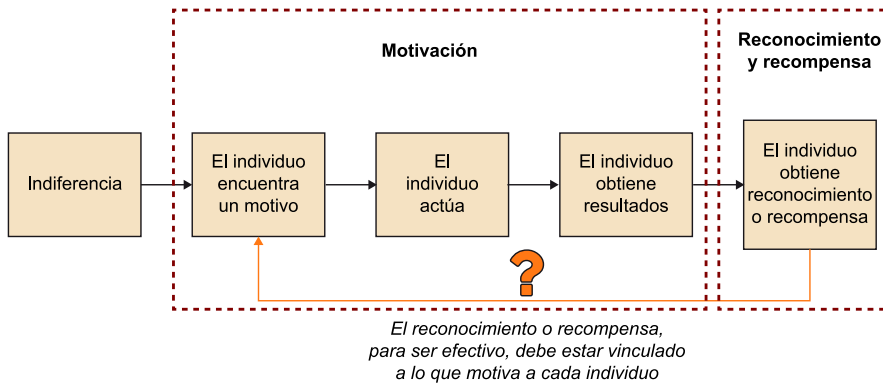 Motivación
Reconocimiento
y recompensa
Indiferencia
El individuo
encuentra
un motivo
El
individuo
actúa
El individuo
obtiene
resultados
El individuo
obtiene
reconocimiento
o recompensa
?
El reconocimiento o recompensa,
para ser efectivo, debe estar vinculado
a lo que motiva a cada individuo